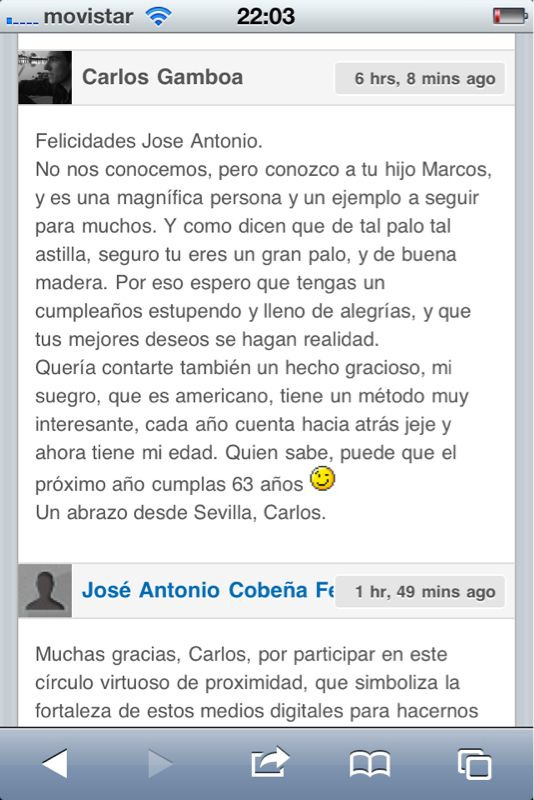 movistar 22:03
Carlos Gamboa 6 hrs, 8 mins ago
Felicidades Jose Antonio.
No nos conocemos, pero conozco a tu hijo Marcos,
y es una magnífica persona y un ejemplo a seguir
para muchos. Y como dicen que de tal palo tal
astilla, seguro tu eres un gran palo, y de buena
madera. Por eso espero que tengas un
cumpleaños estupendo y lleno de alegrías, y que
tus mejores deseos se hagan realidad.
Quería contarte también un hecho gracioso, mi
suegro, que es americano, tiene un método muy
interesante, cada año cuenta hacia atrás jeje y
ahora tiene mi edad. Quien sabe, puede que el
próximo año cumplas 63 años
Un abrazo desde Sevilla, Carlos.
José Antonio Cobeña Fe 1 hr, 49 mins ago
Muchas gracias, Carlos, por participar en este
círculo virtuoso de proximidad, que simboliza la
fortaleza de estos medios digitales para hacernos